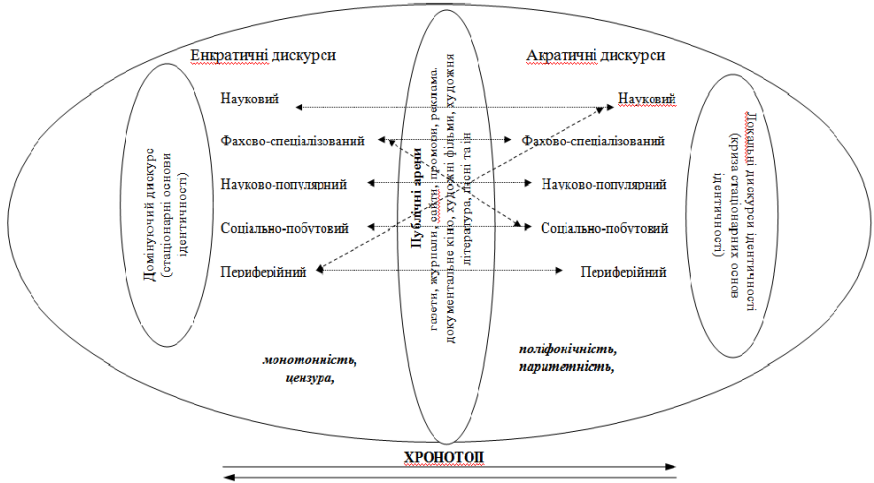 Енкратичні дискурси
Акратичні дискурси
Науковий
Науковий
Фахово-спеціалізований
Фахово-спеціалізований
Науково-популярний
Науково-популярний
Соціально-побутовий
Соціально-побутовий
Периферійний
Периферійний
Домінуючий дискурс
(стаціонарні основи
ідентичності)
Публічні арени
газети, журнали, сайти, промови, реклама,
документальне кіно, художні фільми, художня
література, пісні та ін
Локальні дискурси ідентичності
(криза стаціонарних основ
ідентичності)
монотонність,
цензура,
поліфонічність,
паритетність,
ХРОНОТОП